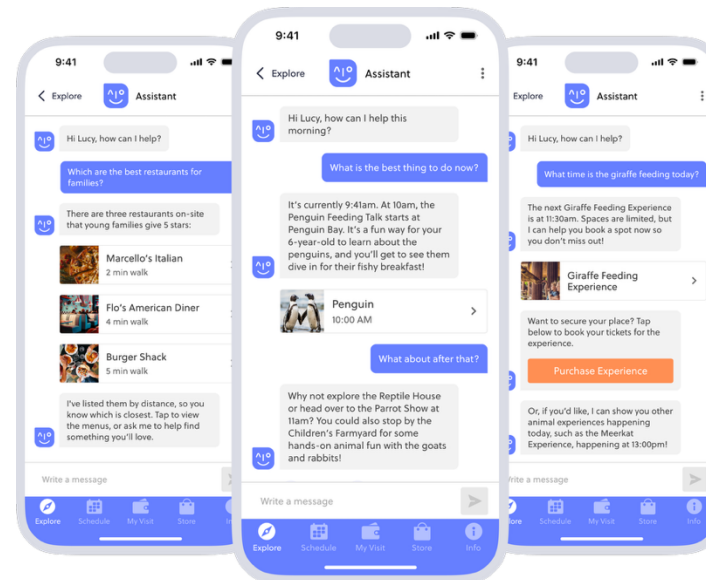 9:41
Explore
Assistant
Hi Lucy, how can I help?
Which are the best restaurants for
families?
There are three restaurants on-site
that young families give 5 stars:
Marcello's Italian
2 min walk
Flo's American Diner
4 min walk
Burger Shack
5 min walk
I've listed them by distance, so you
know which is closest. Tap to view
the menus, or ask me to help find
something you'll love.
Write a message
Explore
Schedule
My Visit
Store
9:41
Explore
Assistant
Hi Lucy, how can I help this
morning?
What is the best thing to do now?
It's currently 9:41am. At 10am, the
Penguin Feeding Talk starts at
Penguin Bay. It's a fun way for your
6-year-old to learn about the
penguins, and you'll get to see them
dive in for their fishy breakfast!
Penguin
10:00 AM
What about after that?
Why not explore the Reptile House
or head over to the Parrot Show at
11am? You could also stop by the
Children's Farmyard for some
hands-on animal fun with the goats
and rabbits!
Write a message
Explore
Schedule
My Visit
Store
Info
9:41
Explore
Assistant
Hi Lucy, how can I help?
What time is the giraffe feeding today?
The next Giraffe Feeding Experience
is at 11:30am. Spaces are limited, but
I can help you book a spot now so
you don't miss out!
Giraffe Feeding
Experience
Want to secure your place? Tap
below to book your tickets for the
experience.
Purchase Experience
Or, if you'd like, I can show you other
animal experiences happening
today, such as the Meerkat
Experience, happening at 13:00pm!
Write a message
Schedule
My Visit
Store
Info